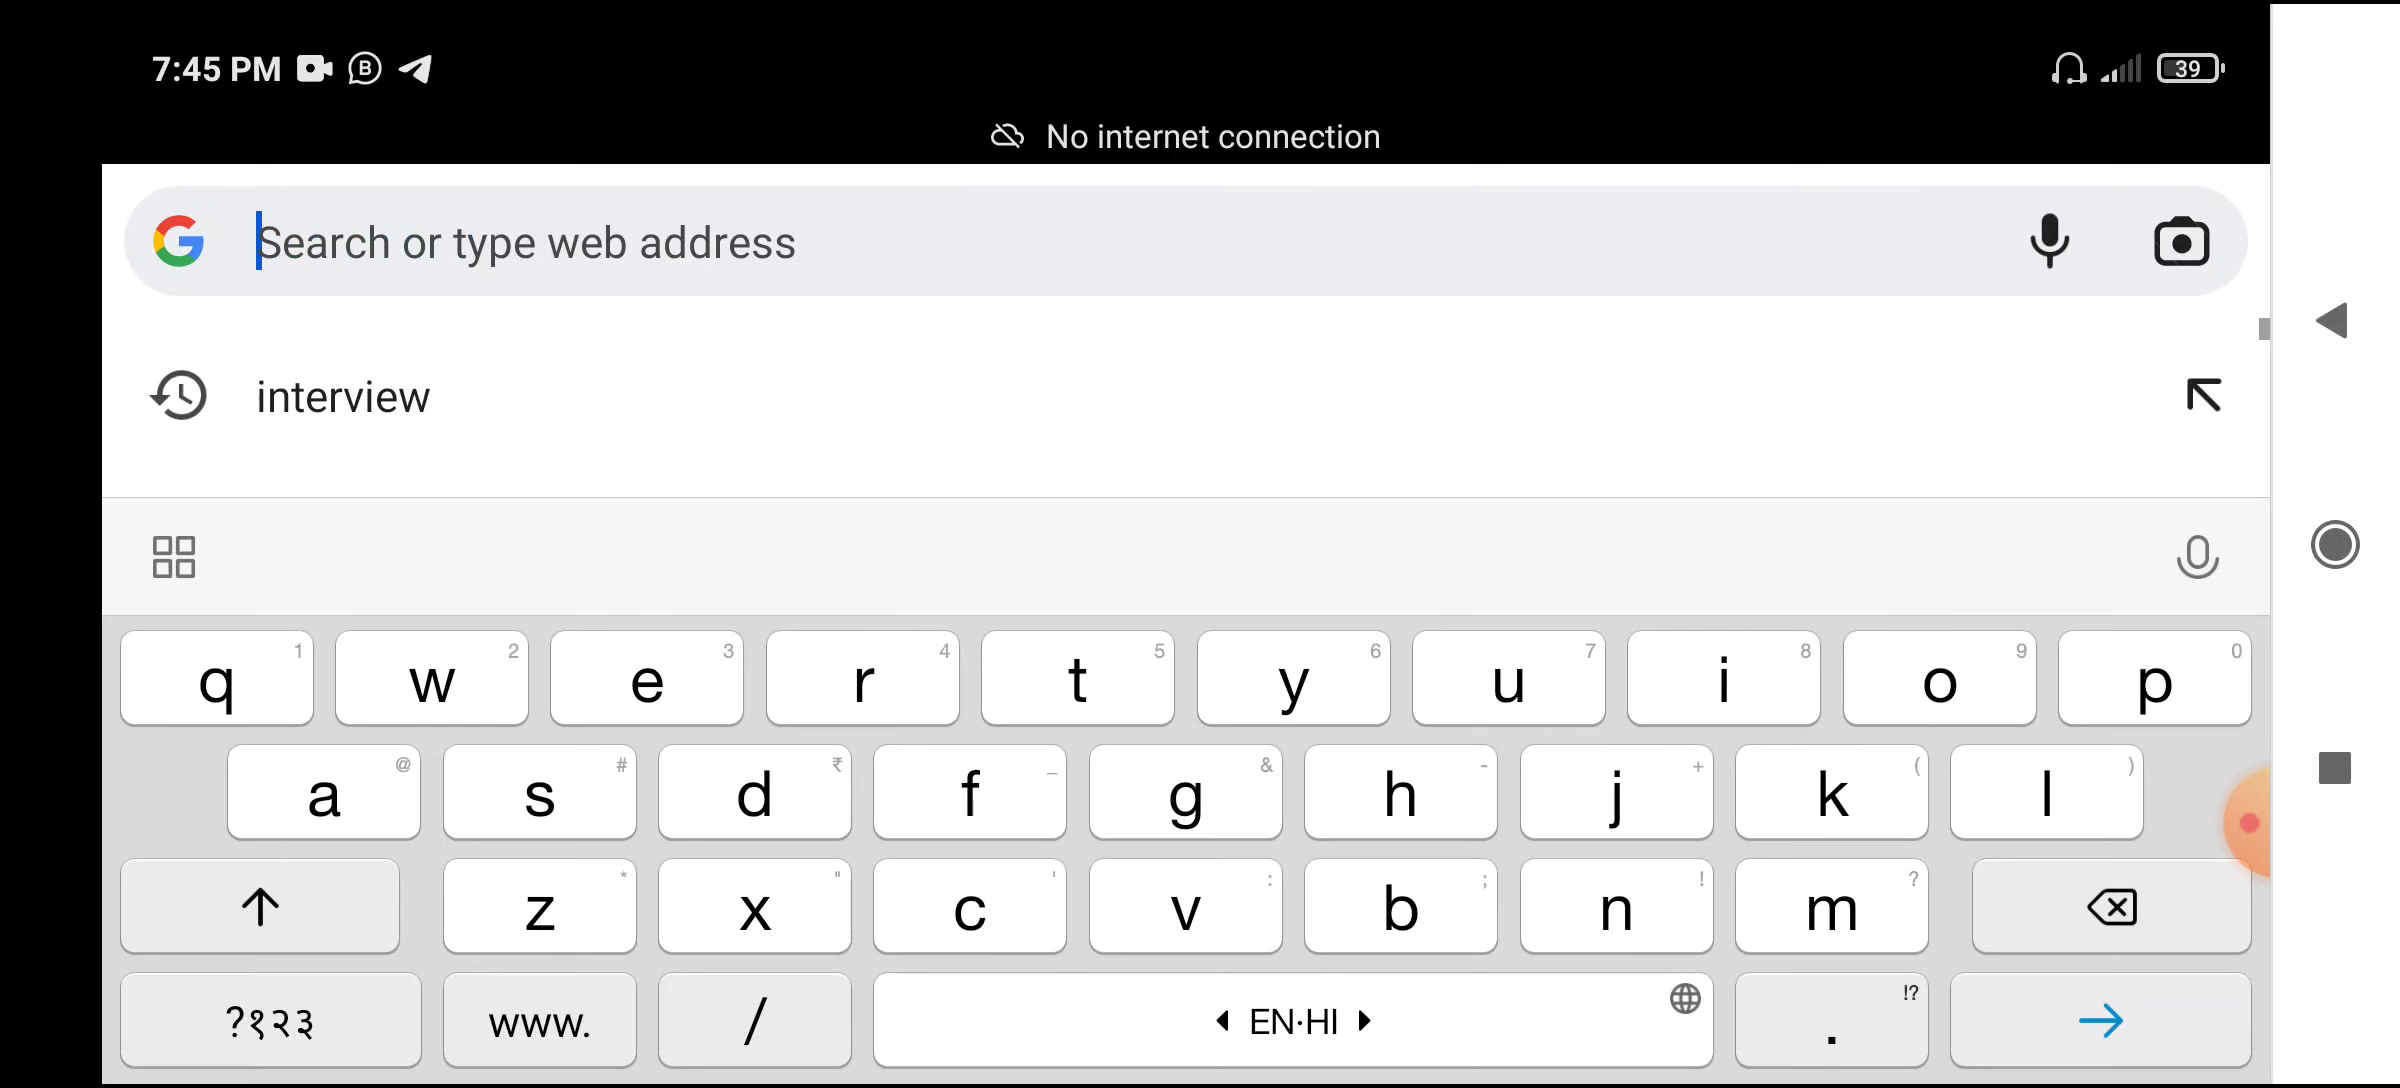 7:45 PM
39
No internet connection
Search or type web address
interview
q 1 w 2 e 3 r 4 t 5 y 6 u 7 i 8 o 9 p 0
a @ s # d ₹ f _ g & h - j + k ( l )
z * x " c ' v : b ; n ! m ?
?१२३ www. / EN·HI . !?